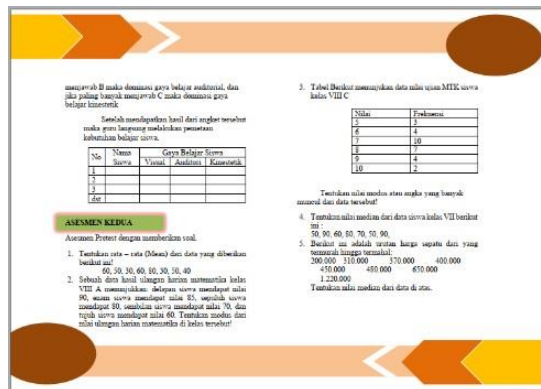 menjawab B maka dominasi gaya belajar auditorial, dan
jika paling banyak menjawab C maka dominasi gaya
belajar kinestetik
Setelah mendapatkan hasil dari angket tersebut
maka guru langsung melakukan pemetaan
kebutuhan belajar siswa.
No Nama Siswa Gaya Belajar Siswa
Visual Auditori Kinestetik
1
2
3
dst
ASESMEN KEDUA
Asesmen Pretest dengan memberikan soal.
1. Tentukan rata – rata (Mean) dari data yang diberikan
berikut ini!
60, 50, 30, 60, 80, 30, 50, 40
2. Sebuah data hasil ulangan harian matematika kelas
VIII A menunjukkan: delapan siswa mendapat nilai
90, enam siswa mendapat nilai 85, sepuluh siswa
mendapat 80, sembilan siswa mendapat nilai 70, dan
tujuh siswa mendapat nilai 60. Tentukan modus dari
nilai ulangan harian matematika di kelas tersebut!
3. Tabel Berikut menunjukan data nilai ujian MTK siswa
kelas VIII C
Nilai Frekuensi
5 3
6 4
7 10
8 7
9 4
10 2
Tentukan nilai modus atau angka yang banyak
muncul dari data tersebut!
4. Tentukan nilai median dari data siswa kelas VII berikut
ini :
50, 90, 60, 80, 70, 50, 90,
5. Berikut ini adalah urutan harga sepatu dari yang
termurah hingga termahal:
200.000 310.000 370.000 400.000
450.000 480.000 650.000
1.220.000
Tentukan nilai median dari data di atas.